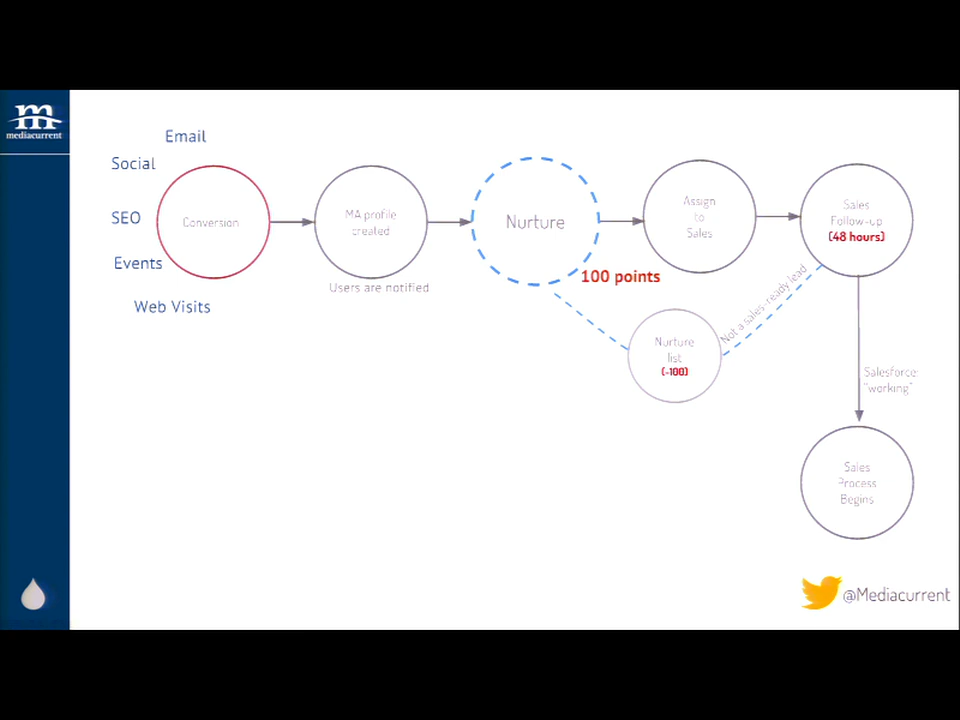 mediacurrent
Email
Social
SEO
Events
Web Visits
Conversion
MA profile
created
Users are notified
Nurture
100 points
Assign
to
Sales
Sales
Follow-up
(48 hours)
Not a sales-ready lead
Nurture
list
(-100)
Salesforce:
"working"
Sales
Process
Begins
@Mediacurrent